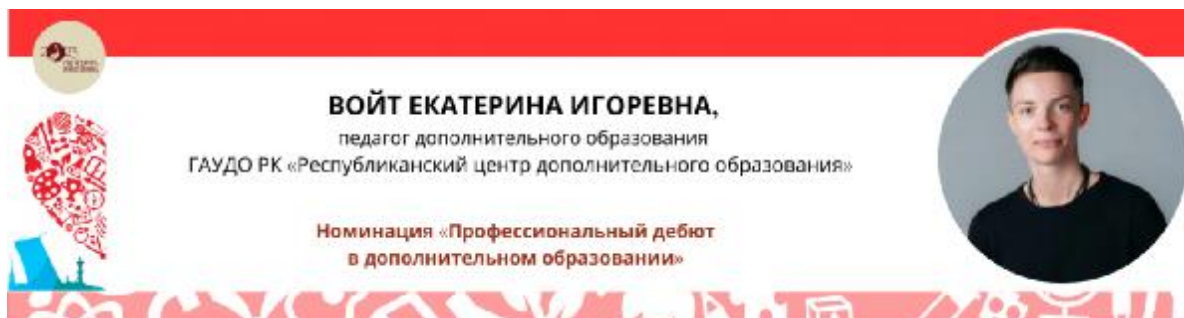 ВОЙТ ЕКАТЕРИНА ИГОРЕВНА,
педагог дополнительного образования
ГАУДО РК «Республиканский центр дополнительного образования»
Номинация «Профессиональный дебют
в дополнительном образовании»